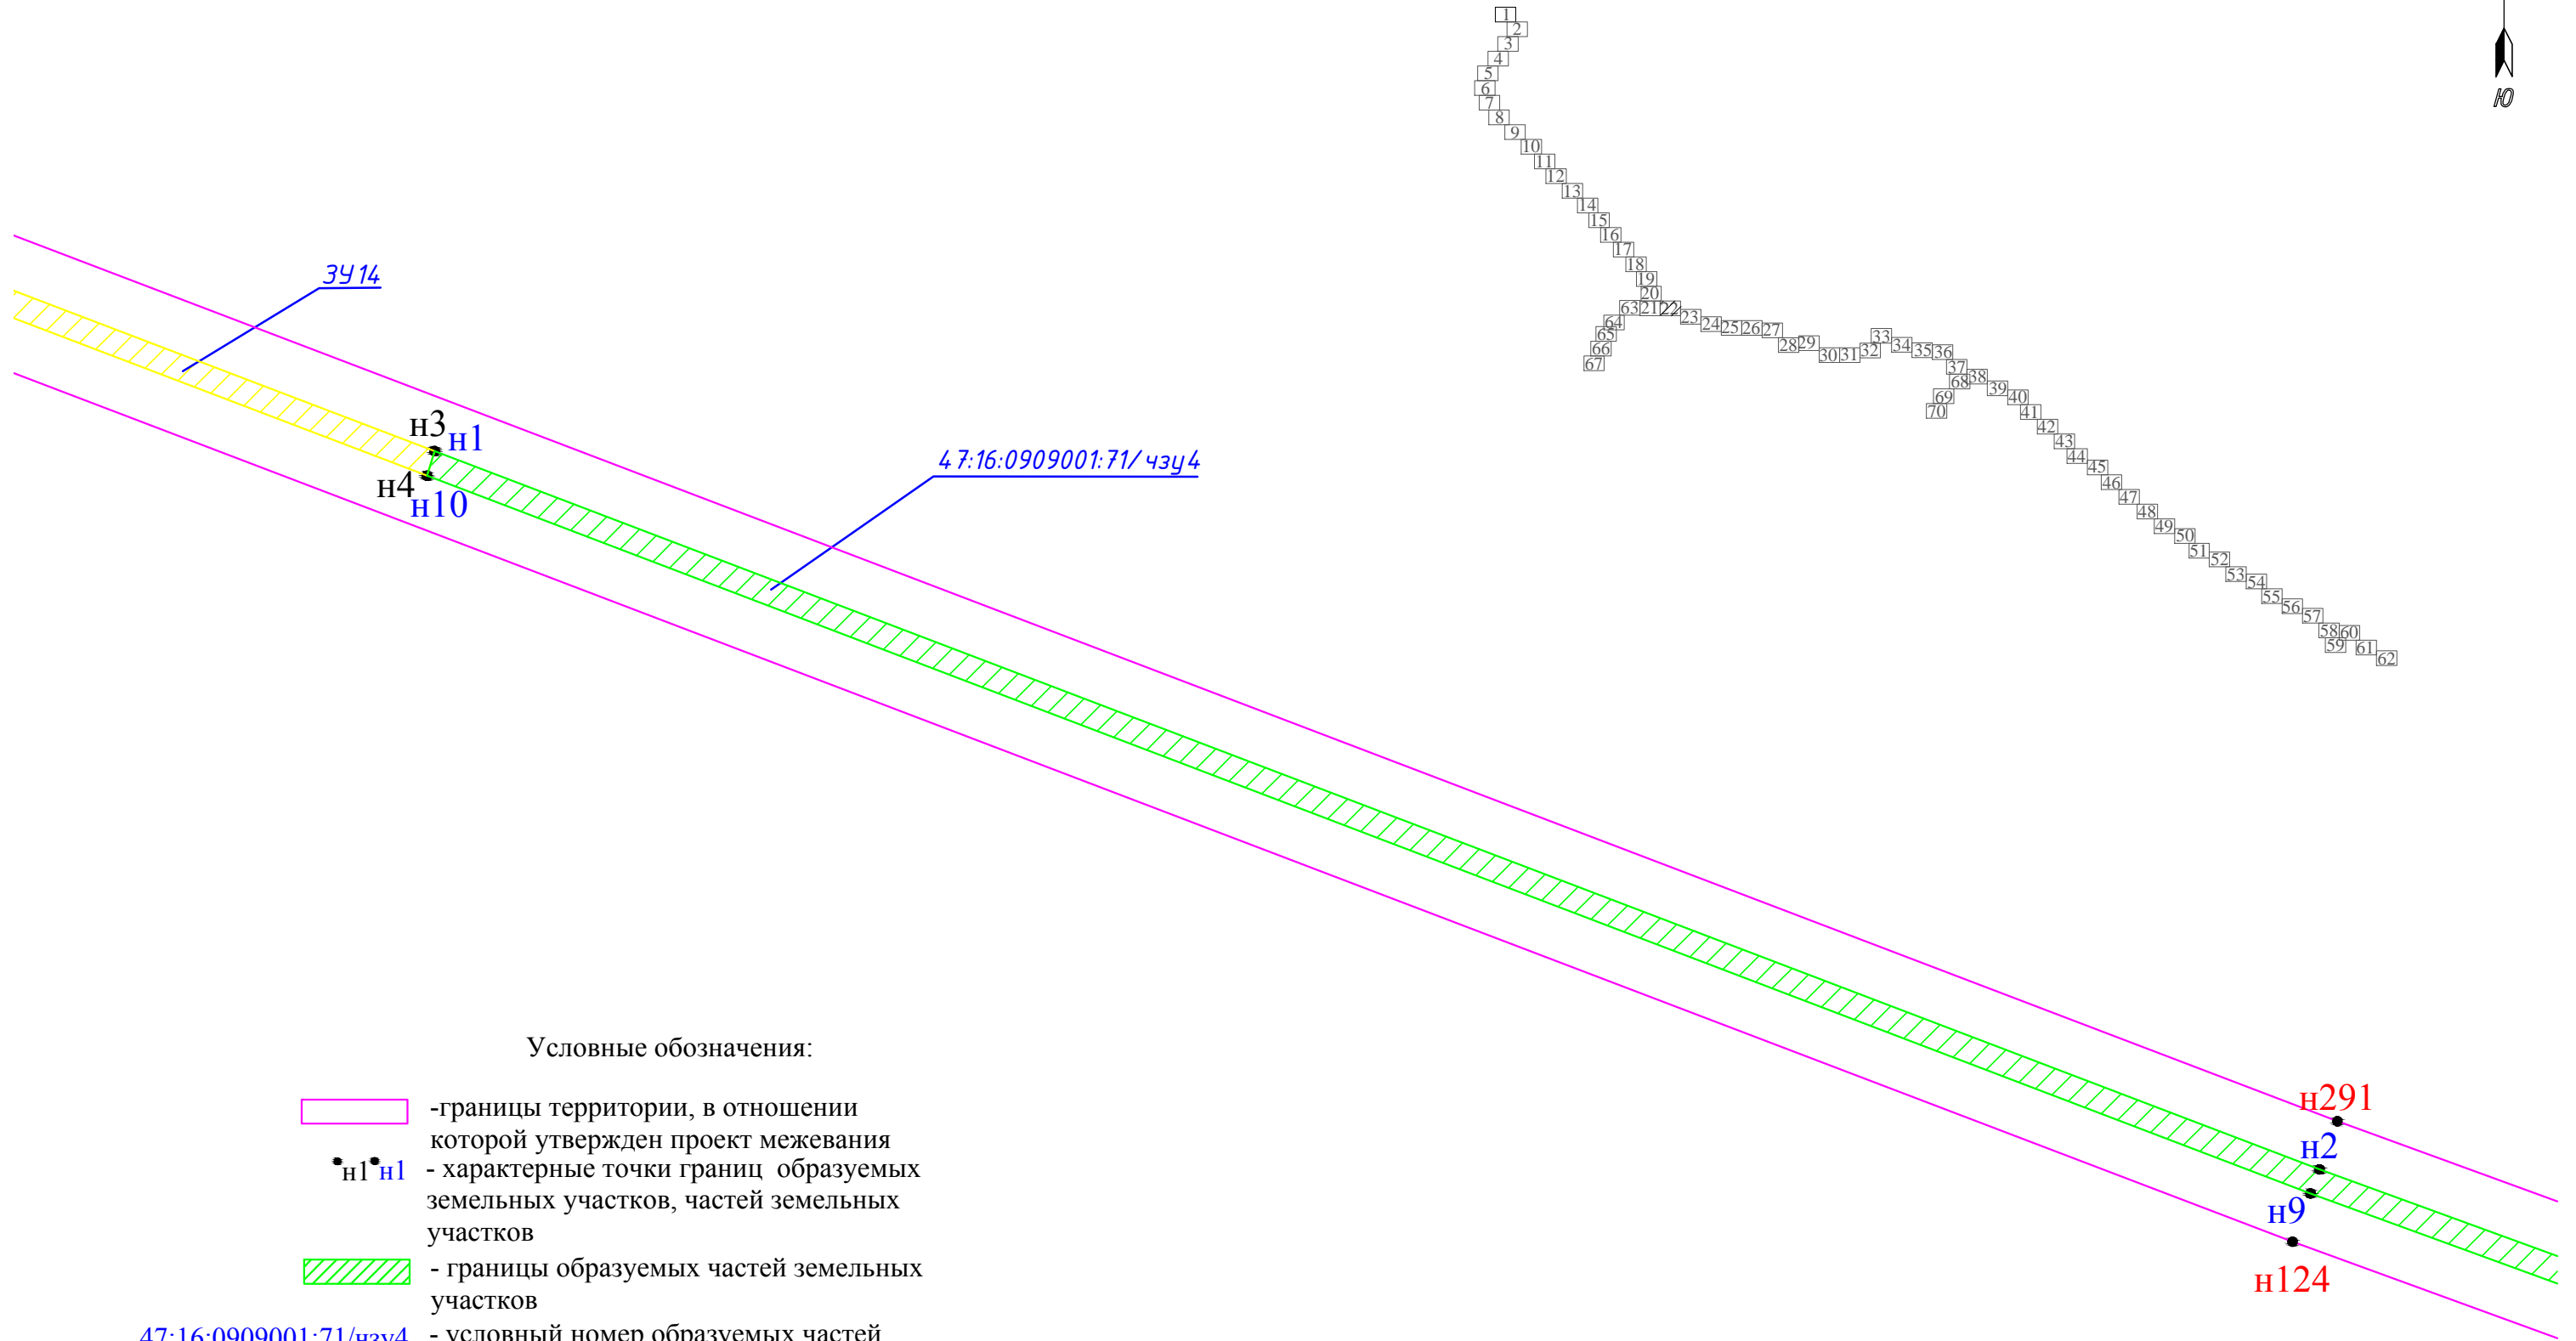 1
2
3
4
5
6
7
8
9
10
11
12
13
14
15
16
17
18
19
20
63 21 22
23
24 25 26 27
28 29
30 31 32
33
34 35 36
37
38
39
40
41
42
43
44
45
46
47
48
49
50
51
52
53
54
55
56
57
58 60
59
61
62
64
65
66
67
68
69
70
Ю
ЗУ14
н3
н1
н4
н10
47:16:0909001:71/чзу4
н291
н2
н9
н124
Условные обозначения:
-границы территории, в отношении
которой утвержден проект межевания
н1 н1 - характерные точки границ образуемых
земельных участков, частей земельных
участков
- границы образуемых частей земельных
участков
47:16:0909001:71/чзу4 - условный номер образуемых частей